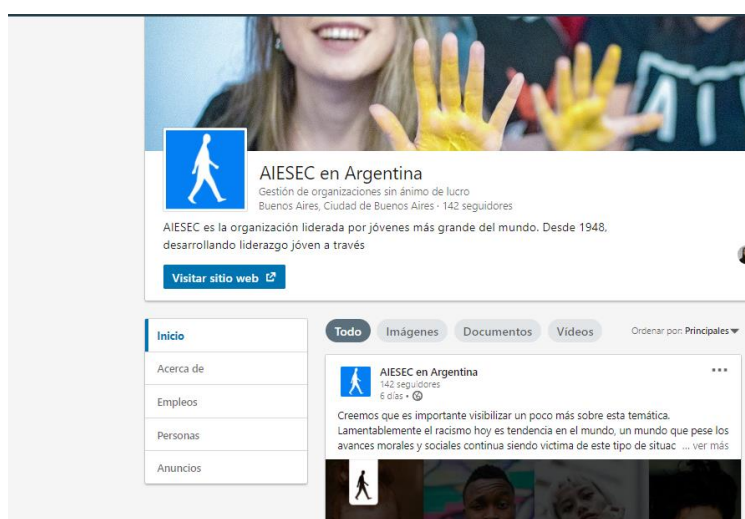 AIESEC en Argentina
Gestión de organizaciones sin ánimo de lucro
Buenos Aires, Ciudad de Buenos Aires · 142 seguidores
AIESEC es la organización liderada por jóvenes más grande del mundo. Desde 1948,
desarrollando liderazgo jóven a través
Visitar sitio web
Inicio
Acerca de
Empleos
Personas
Anuncios
Todo Imágenes Documentos Vídeos Ordenar por: Principales
AIESEC en Argentina
142 seguidores
6 días •
Creemos que es importante visibilizar un poco más sobre esta temática.
Lamentablemente el racismo hoy es tendencia en el mundo, un mundo que pese los
avances morales y sociales continua siendo victima de este tipo de situac ... ver más